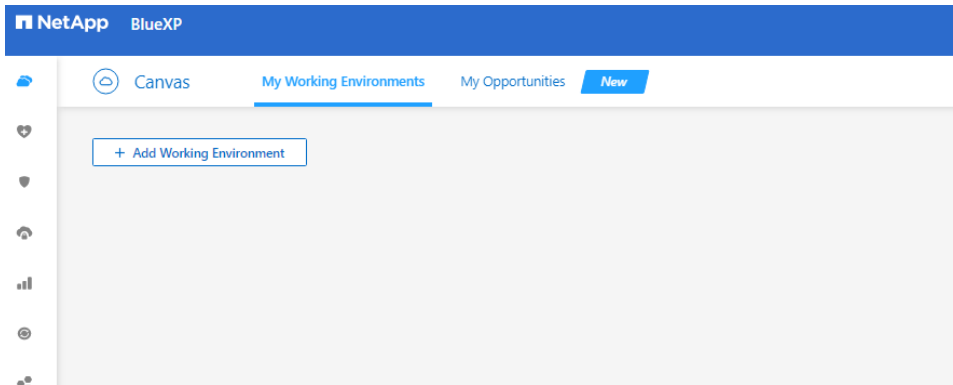 NetApp BlueXP
Canvas My Working Environments My Opportunities New
+ Add Working Environment